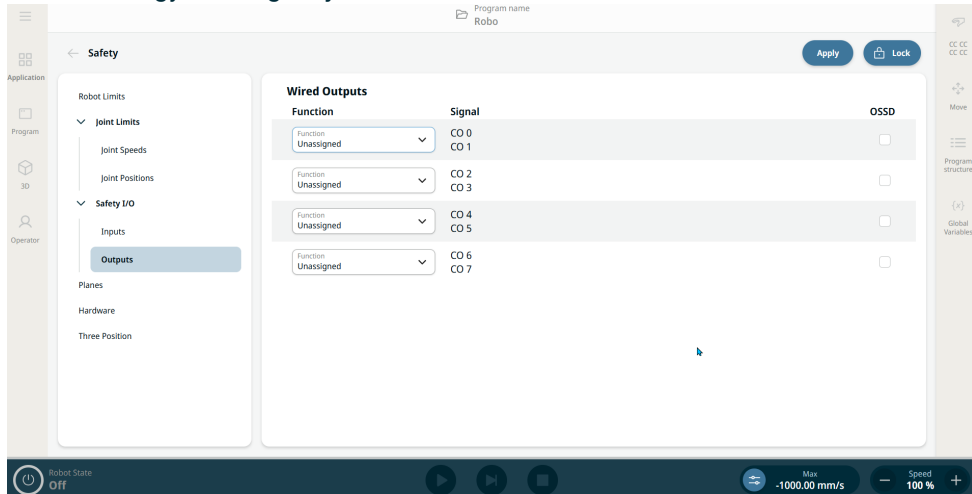 Program name
Robo
Safety
Apply
Lock
Application
Program
3D
Operator
Robot Limits
Joint Limits
Joint Speeds
Joint Positions
Safety I/O
Inputs
Outputs
Planes
Hardware
Three Position
Wired Outputs
Function Signal OSSD
Function
Unassigned
CO 0
CO 1
Function
Unassigned
CO 2
CO 3
Function
Unassigned
CO 4
CO 5
Function
Unassigned
CO 6
CO 7
CC CC
CC CC
Move
Program
structure
{x}
Global
Variables
Robot State
Off
Max
-1000.00 mm/s
Speed
100 %